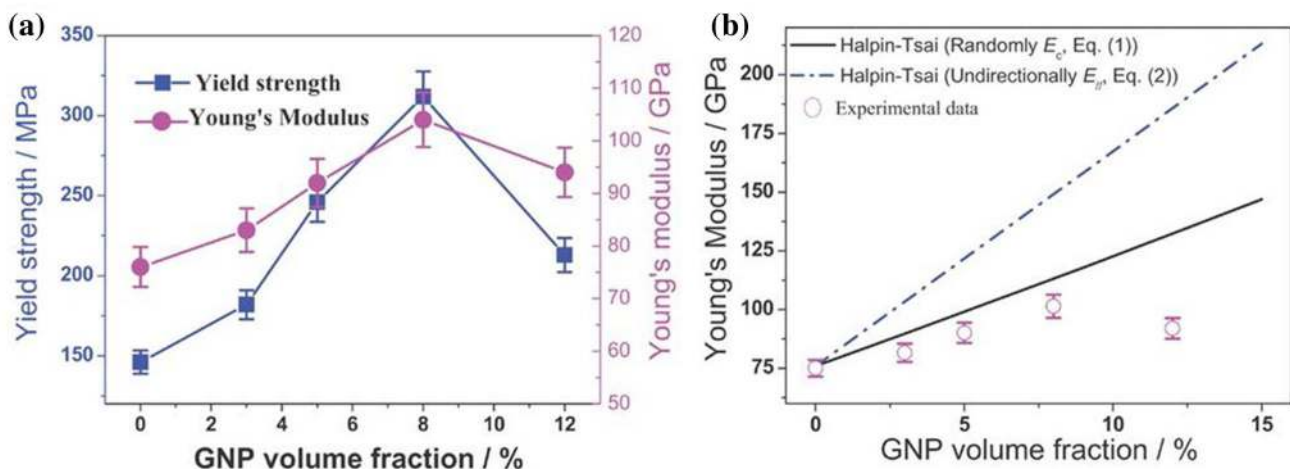 (a)
350
300
250
200
150
Yield strength / MPa
Yield strength
Young's Modulus
120
110
100
90
80
70
60
50
Young's modulus / GPa
0 2 4 6 8 10 12
GNP volume fraction / %
(b)
Halpin-Tsai (Randomly Ec, Eq. (1))
Halpin-Tsai (Undirectionally E//, Eq. (2))
Experimental data
200
175
150
125
100
75
Young's Modulus / GPa
0 5 10 15
GNP volume fraction / %